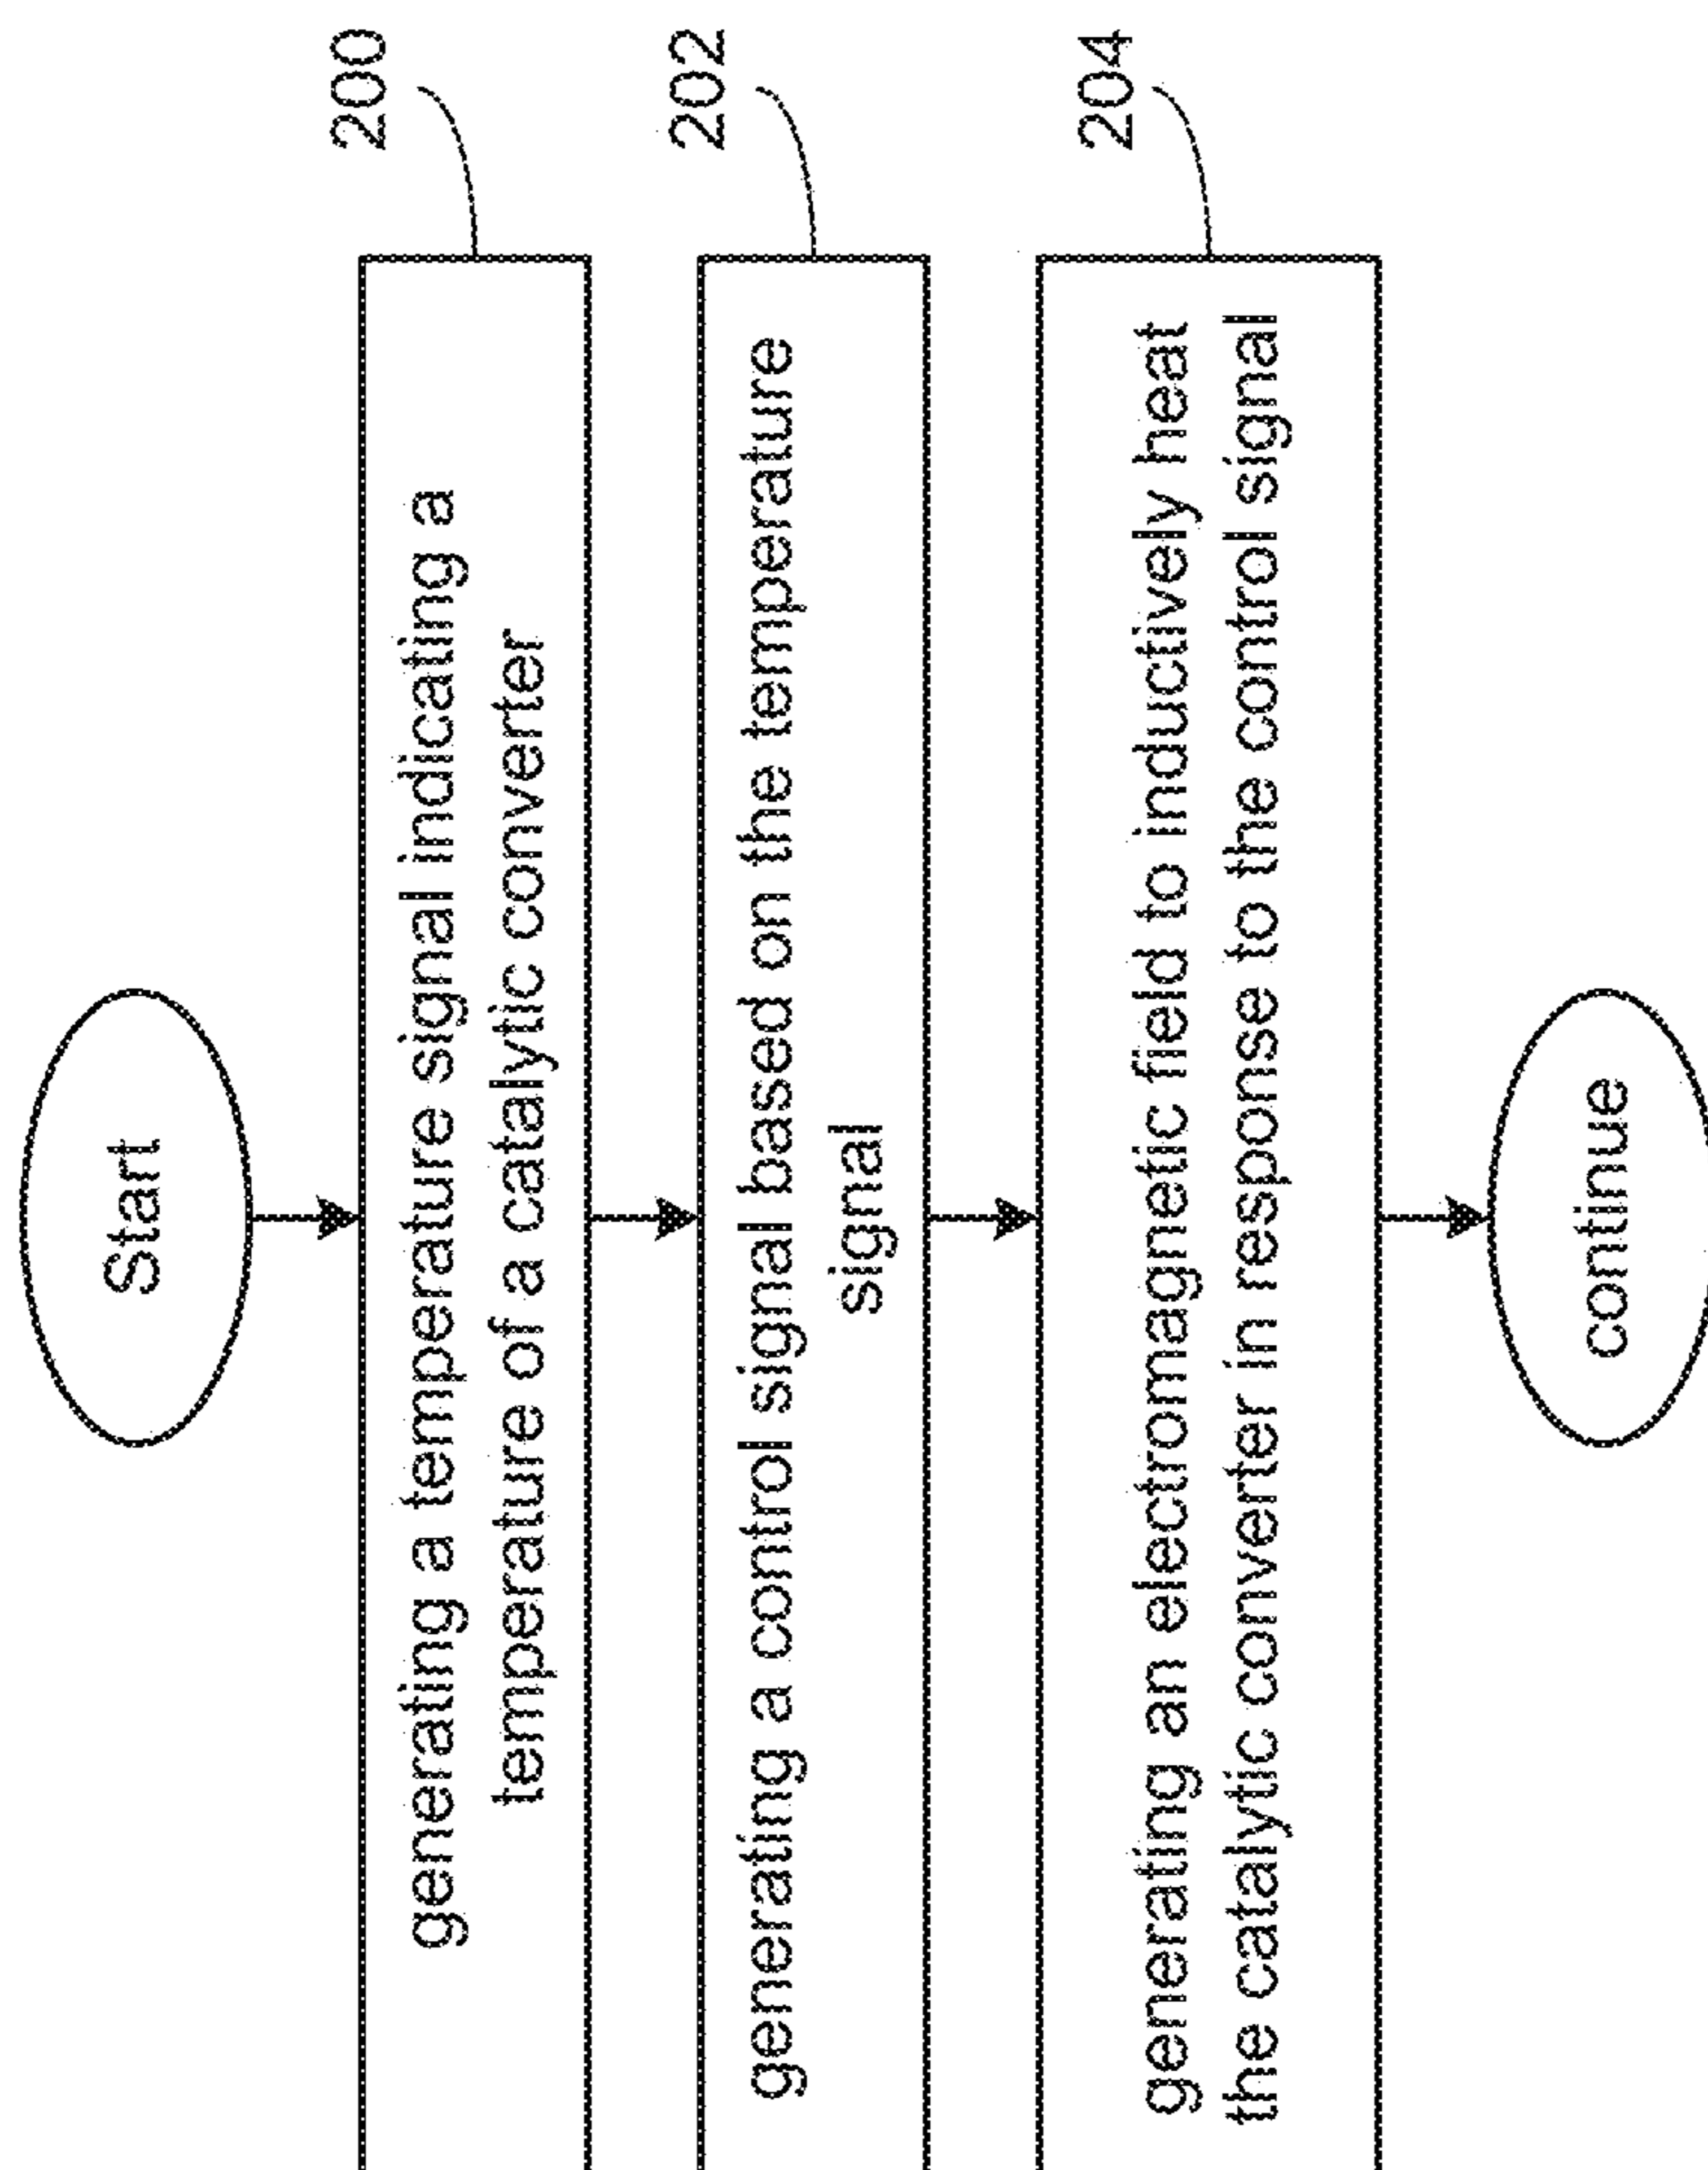 Start
200
generating a temperature signal indicating a
temperature of a catalytic converter
202
generating a control signal based on the temperature
signal
204
generating an electromagnetic field to inductively heat
the catalytic converter in response to the control signal
continue